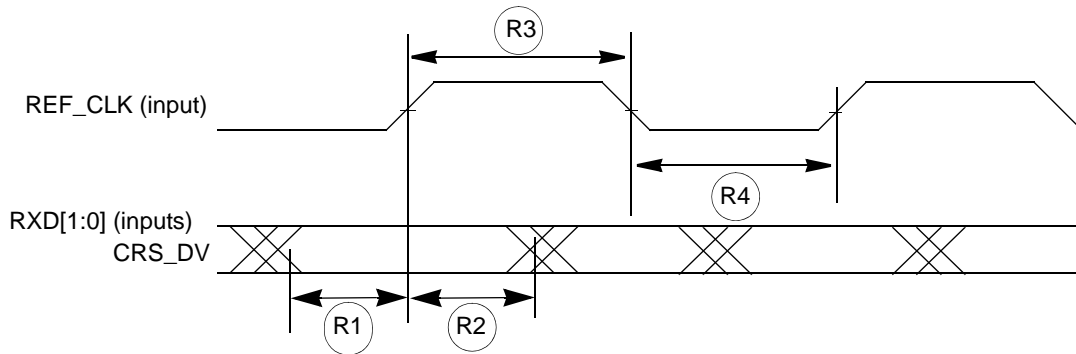 R3
REF_CLK (input)
R4
RXD[1:0] (inputs)
CRS_DV
R1
R2